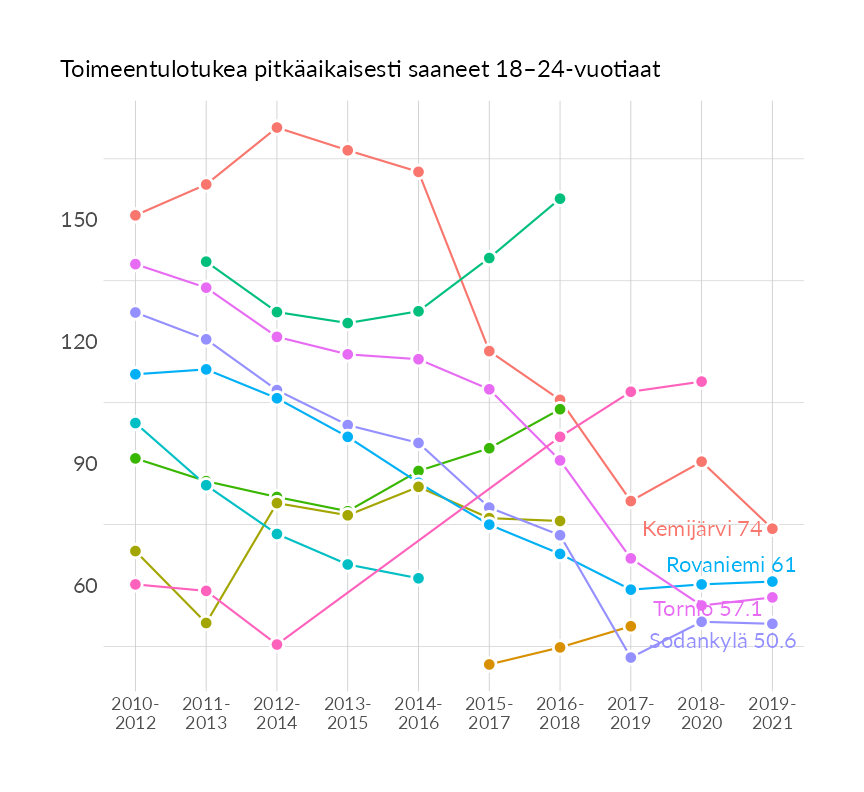 Toimeentulotukea pitkäaikaisesti saaneet 18–24-vuotiaat
150
120
90
60
Kemijärvi 74
Rovaniemi 61
Tornio 57.1
Sodankylä 50.6
2010- 2011- 2012- 2013- 2014- 2015- 2016- 2017- 2018- 2019-
2012 2013 2014 2015 2016 2017 2018 2019 2020 2021